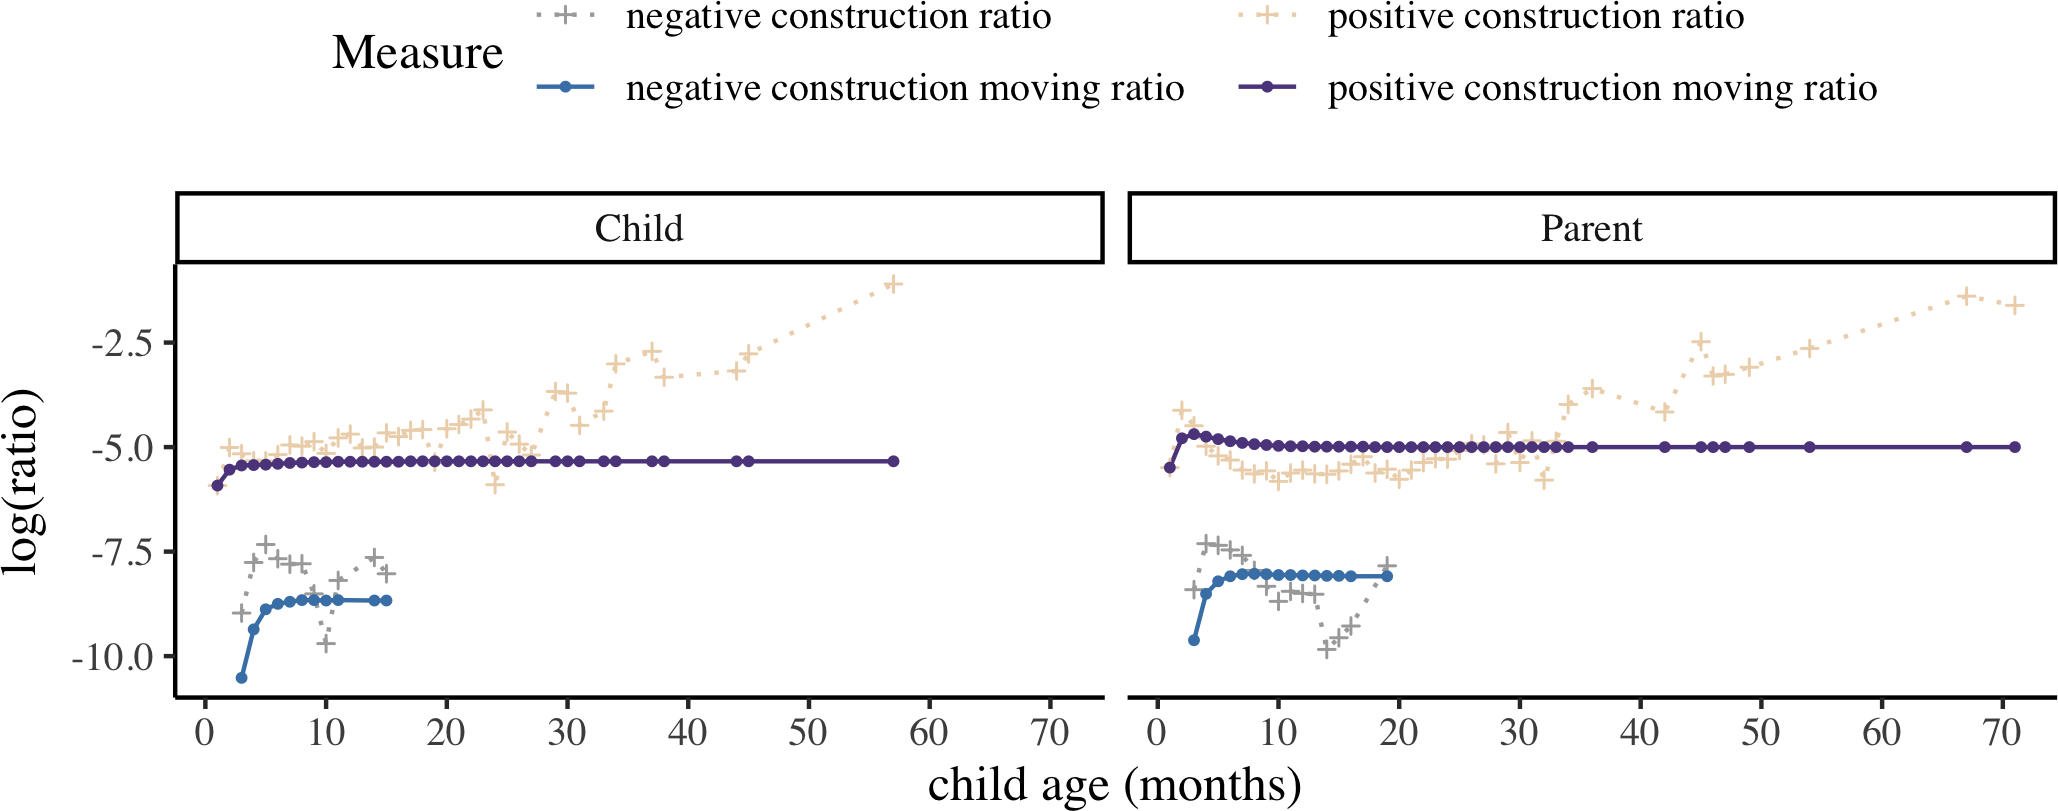 Measure
negative construction ratio
positive construction ratio
negative construction moving ratio
positive construction moving ratio
Child
Parent
log(ratio)
-2.5
-5.0
-7.5
-10.0
0 10 20 30 40 50 60 70
0 10 20 30 40 50 60 70
child age (months)